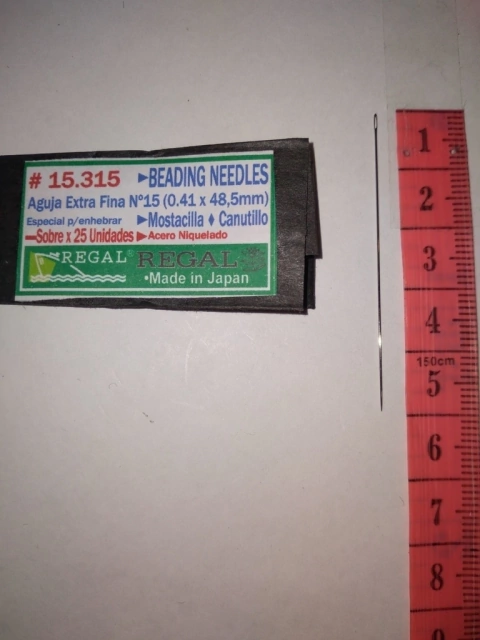 # 15.315 ►BEADING NEEDLES
Aguja Extra Fina N°15 (0.41 x 48,5mm)
Especial p/enhebrar ►Mostacilla ♦ Canutillo
Sobre x 25 Unidades ► Acero Niquelado
REGAL REGAL
•Made in Japan
1
2
3
4
150cm
5
6
7
8